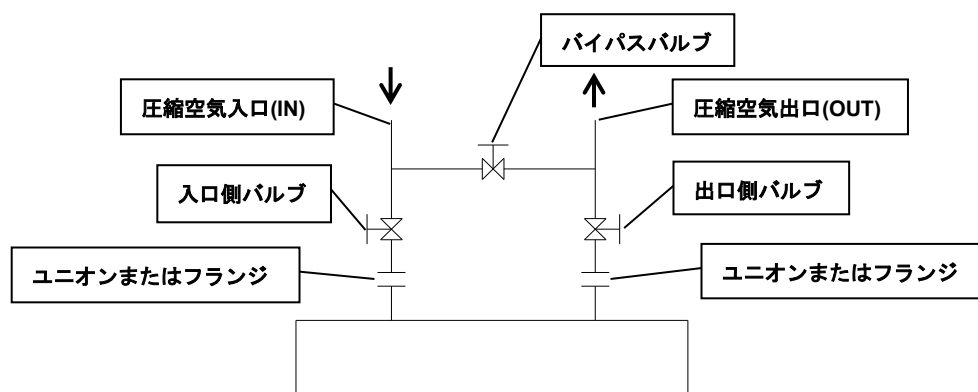 バイパスバルブ
圧縮空気入口(IN)
圧縮空気出口(OUT)
入口側バルブ
出口側バルブ
ユニオンまたはフランジ
ユニオンまたはフランジ